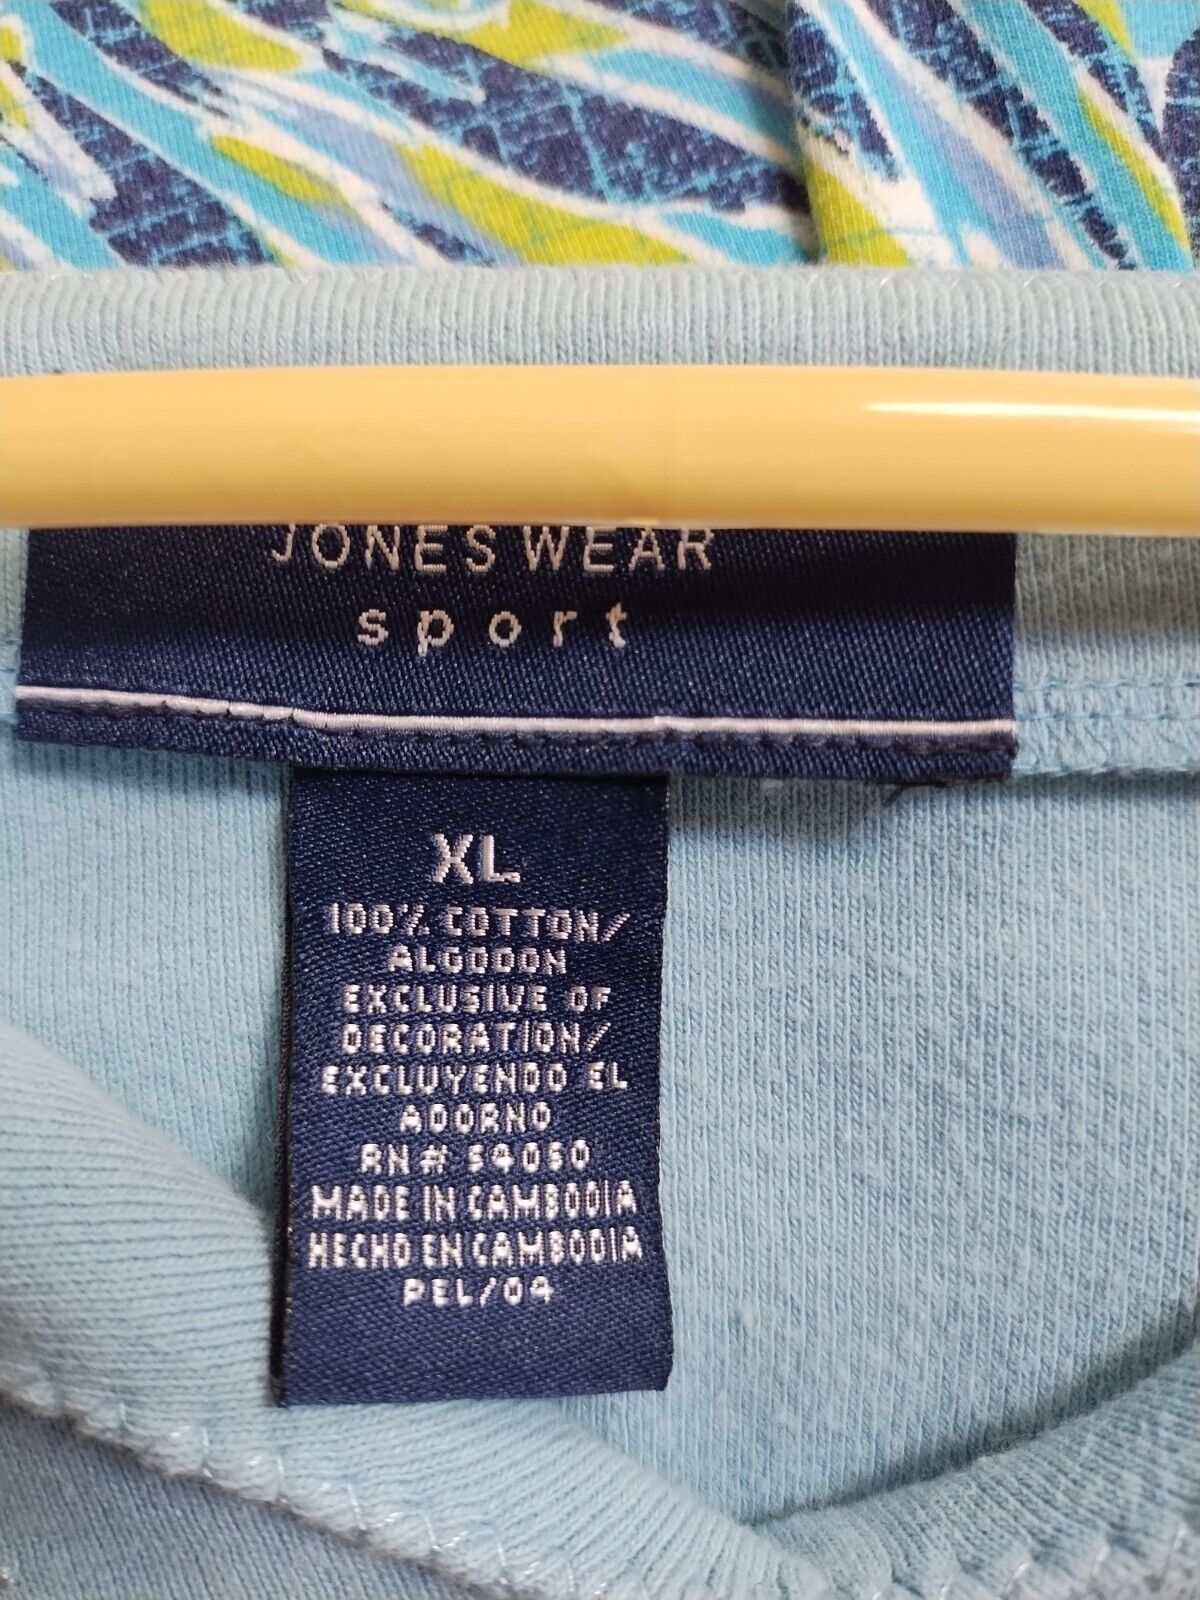 JONES WEAR
sport
XL
100% COTTON/
ALGODON
EXCLUSIVE OF
DECORATION/
EXCLUYENDO EL
ADORNO
RN# 54050
MADE IN CAMBODIA
HECHO EN CAMBODIA
PEL/04